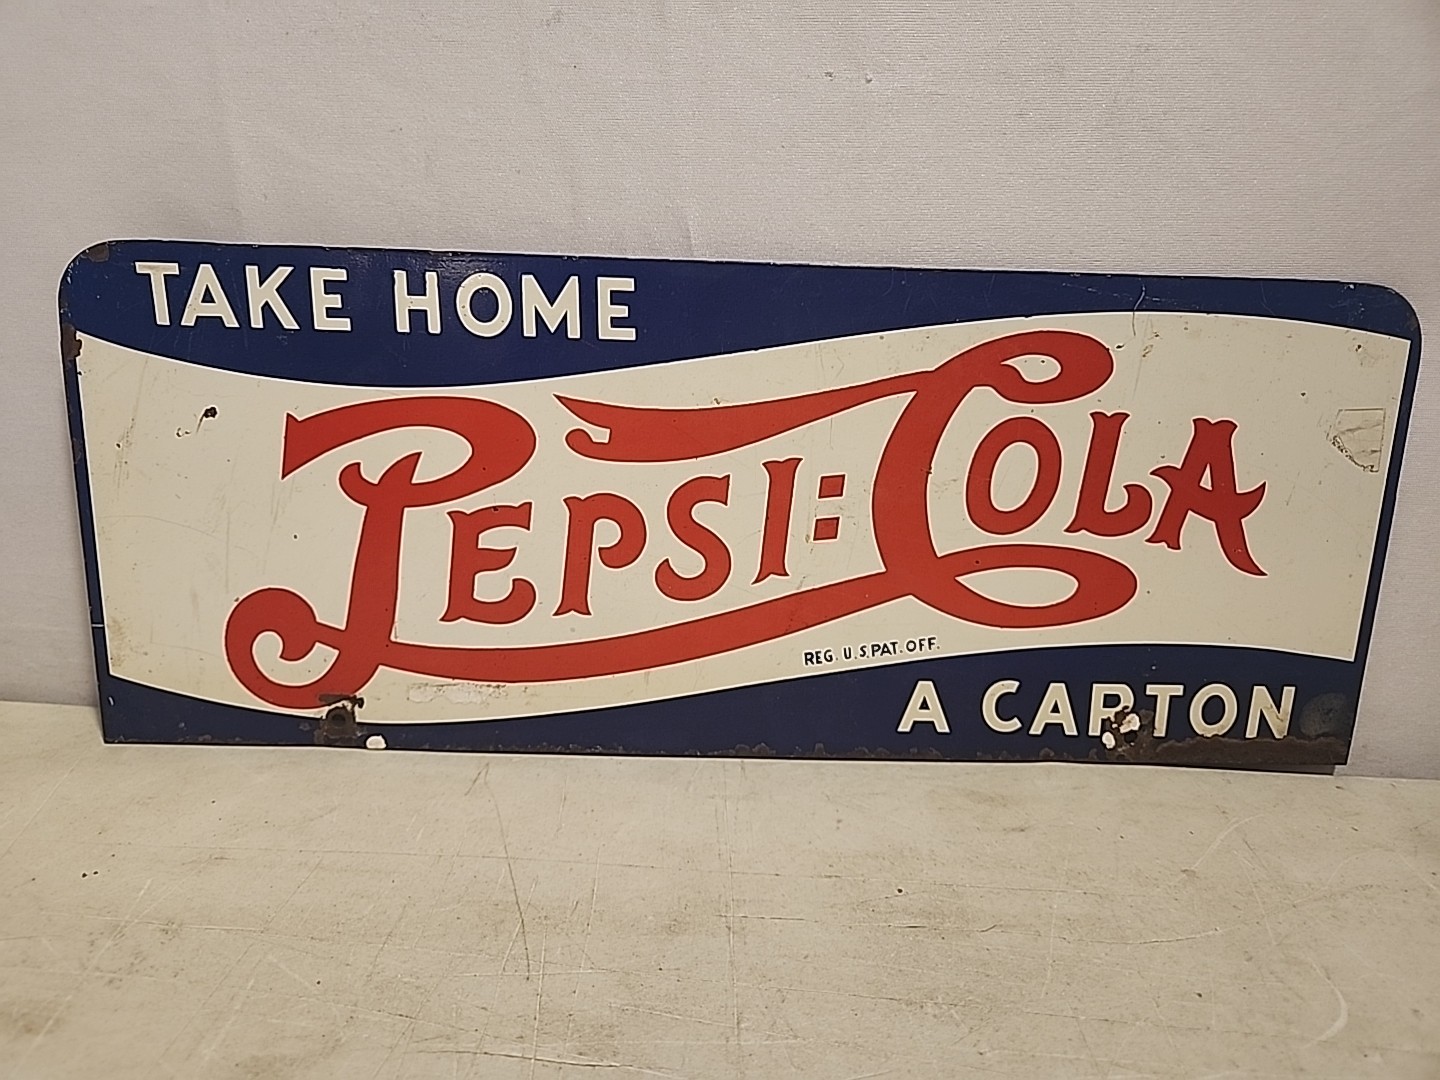 TAKE HOME
PEPSI:COLA
REG. U.S. PAT. OFF.
A CARTON